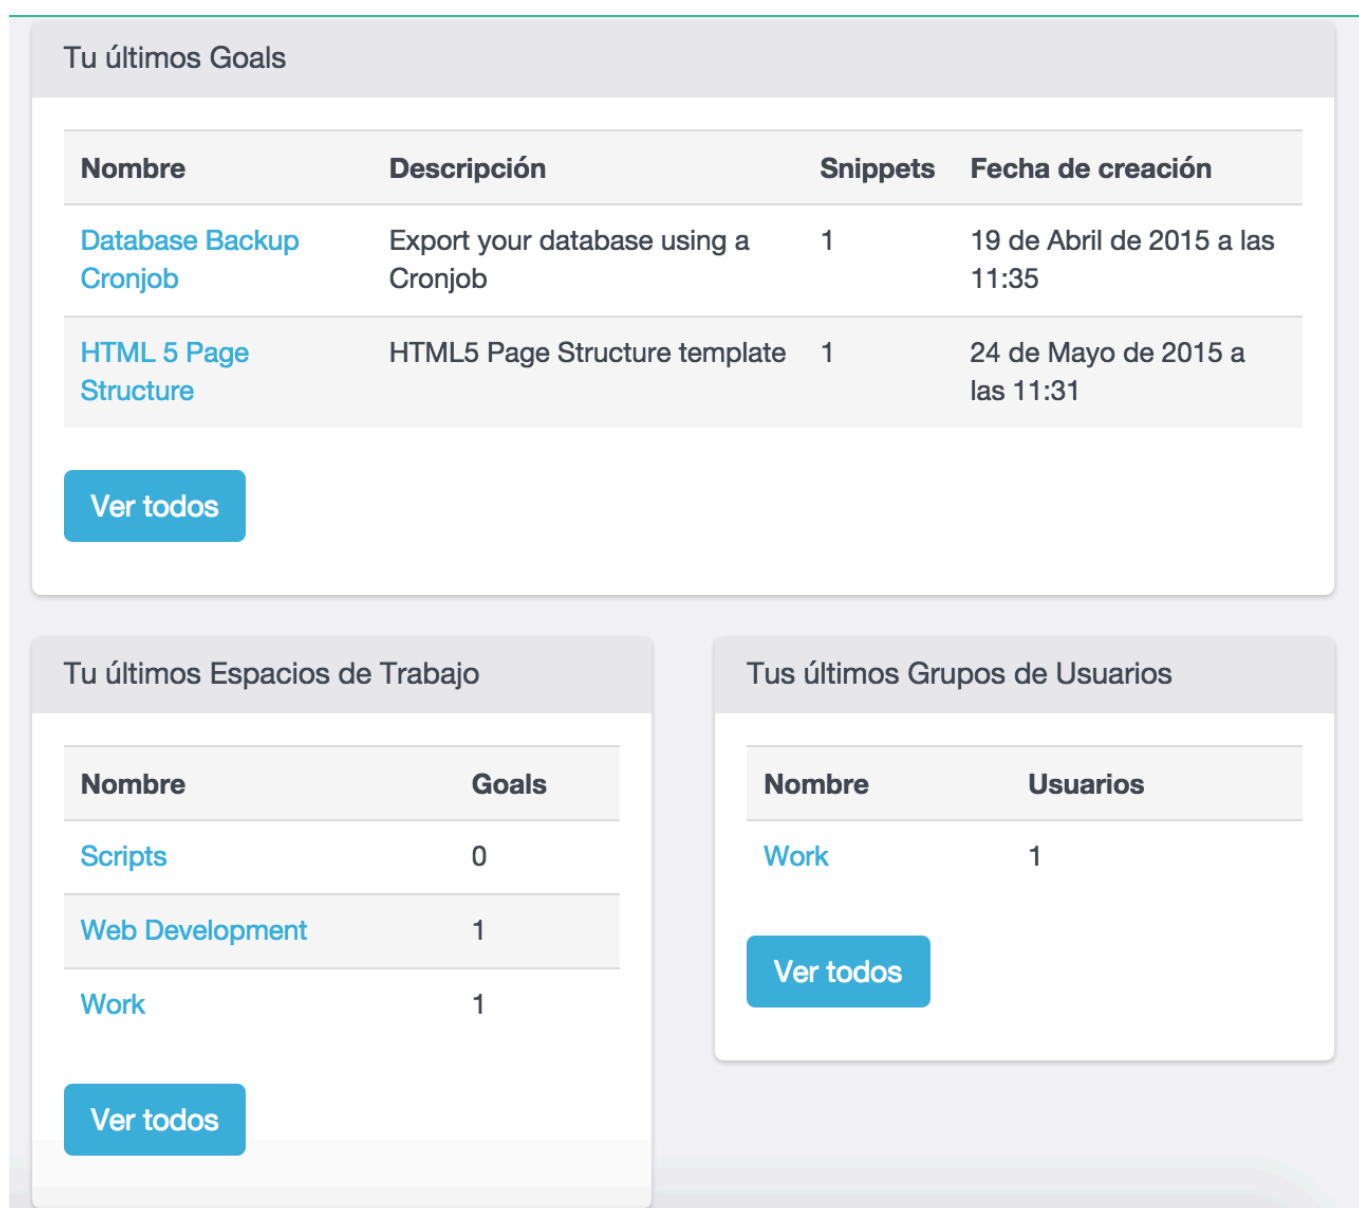 Tu últimos Goals
Nombre Descripción Snippets Fecha de creación
Database Backup Export your database using a 1 19 de Abril de 2015 a las
Cronjob Cronjob 11:35
HTML 5 Page HTML5 Page Structure template 1 24 de Mayo de 2015 a
Structure las 11:31
Ver todos
Tu últimos Espacios de Trabajo
Nombre Goals
Scripts 0
Web Development 1
Work 1
Ver todos
Tus últimos Grupos de Usuarios
Nombre Usuarios
Work 1
Ver todos